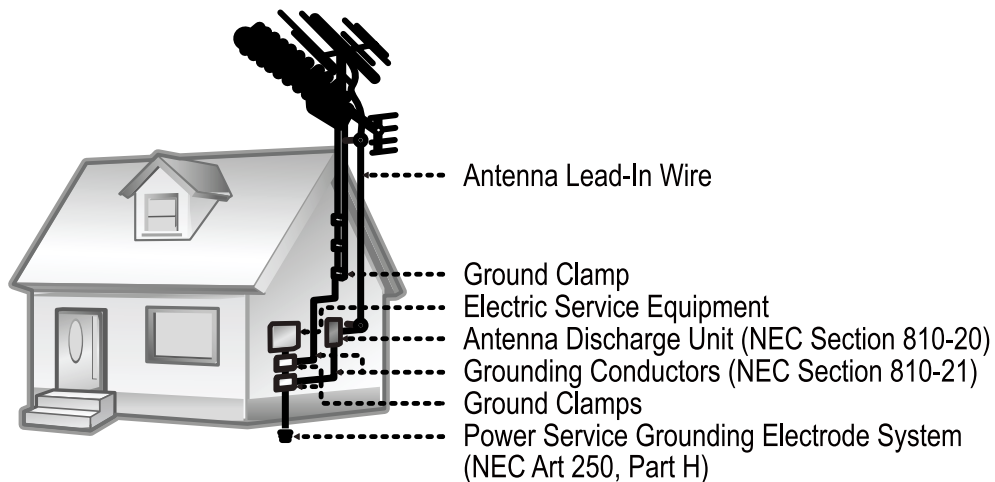 Antenna Lead-In Wire
Ground Clamp
Electric Service Equipment
Antenna Discharge Unit (NEC Section 810-20)
Grounding Conductors (NEC Section 810-21)
Ground Clamps
Power Service Grounding Electrode System
(NEC Art 250, Part H)